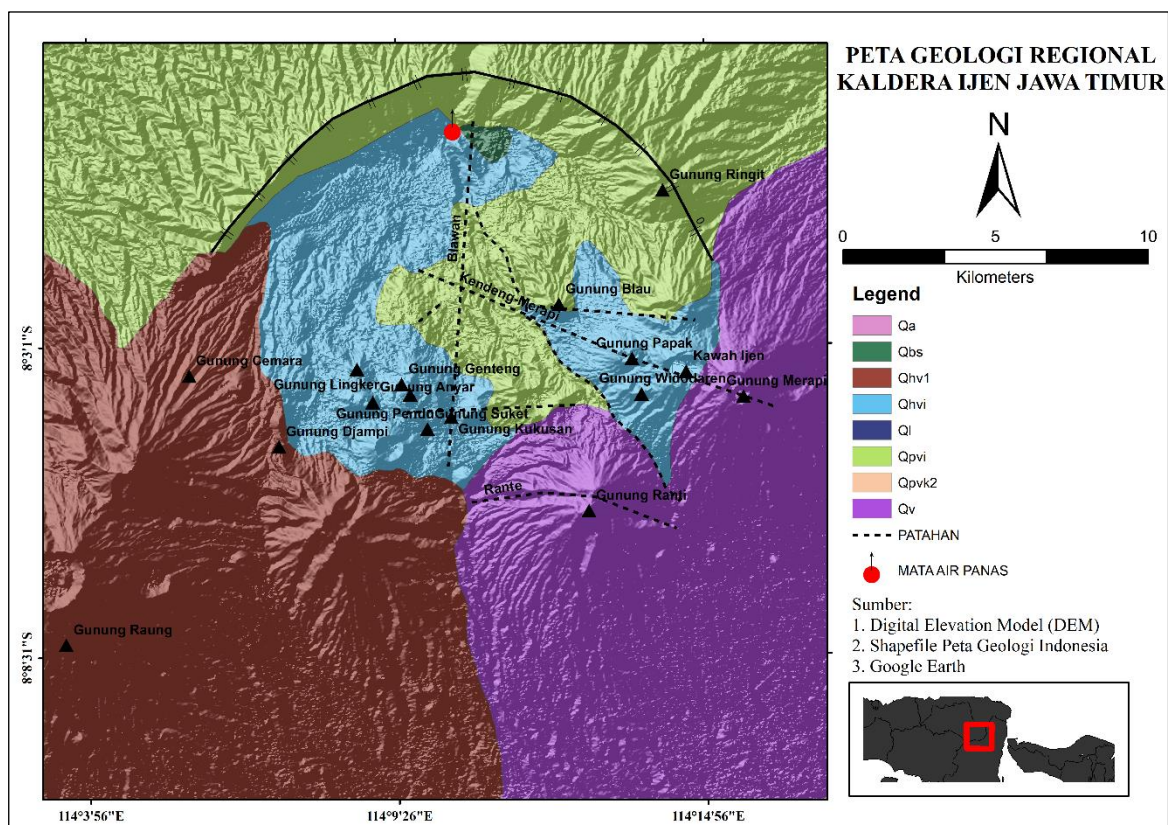 PETA GEOLOGI REGIONAL
KALDERA IJEN JAWA TIMUR
N
0 5 10
Kilometers
Legend
Qa
Qbs
Qhv1
Qhvi
Ql
Qpvi
Qpvk2
Qv
PATAHAN
MATA AIR PANAS
Sumber:
1. Digital Elevation Model (DEM)
2. Shapefile Peta Geologi Indonesia
3. Google Earth
Gunung Ringit
Blawan
Kendeng-Merapi
Gunung Blau
Gunung Papak
Kawah Ijen
Gunung Cemara
Gunung Genteng
Gunung Lingker
Gunung Anyar
Gunung Widodaren
Gunung Merapi
Gunung Pendil
Gunung Suket
Gunung Kukusan
Gunung Djampi
Rante
Gunung Ranti
Gunung Raung
8°3'1"S
8°8'31"S
114°3'56"E
114°9'26"E
114°14'56"E